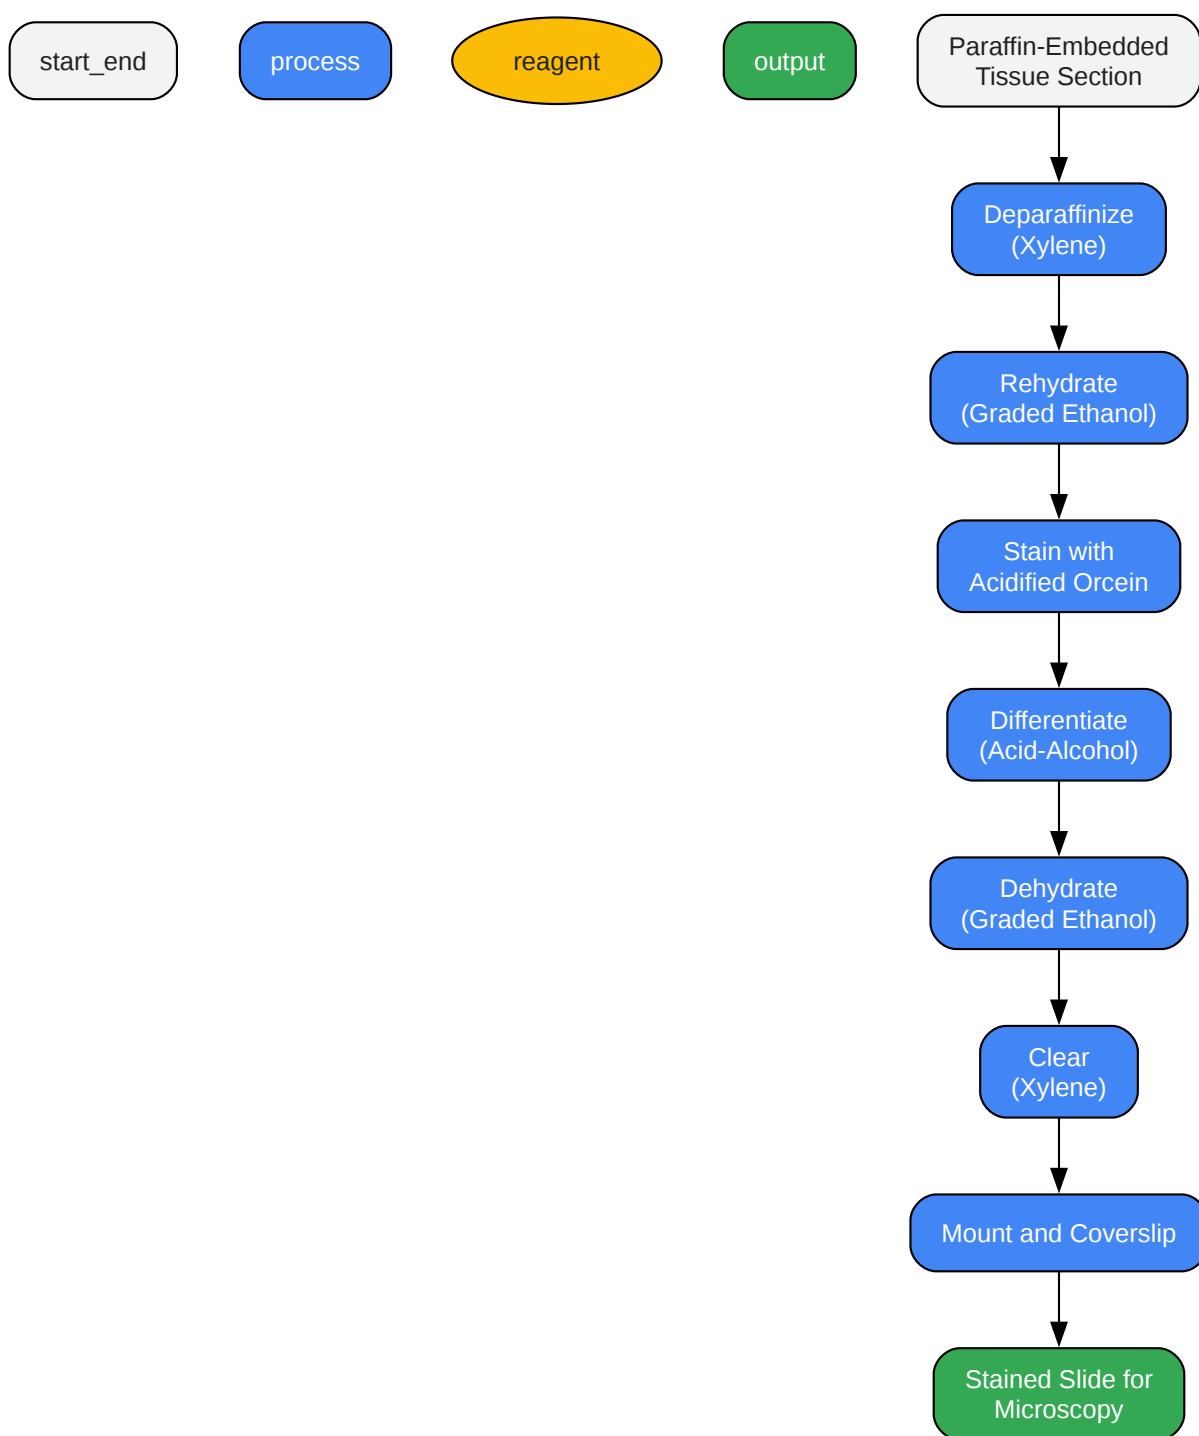 start_end
process
reagent
output
Paraffin-Embedded
Tissue Section
Deparaffinize
(Xylene)
Rehydrate
(Graded Ethanol)
Stain with
Acidified Orcein
Differentiate
(Acid-Alcohol)
Dehydrate
(Graded Ethanol)
Clear
(Xylene)
Mount and Coverslip
Stained Slide for
Microscopy